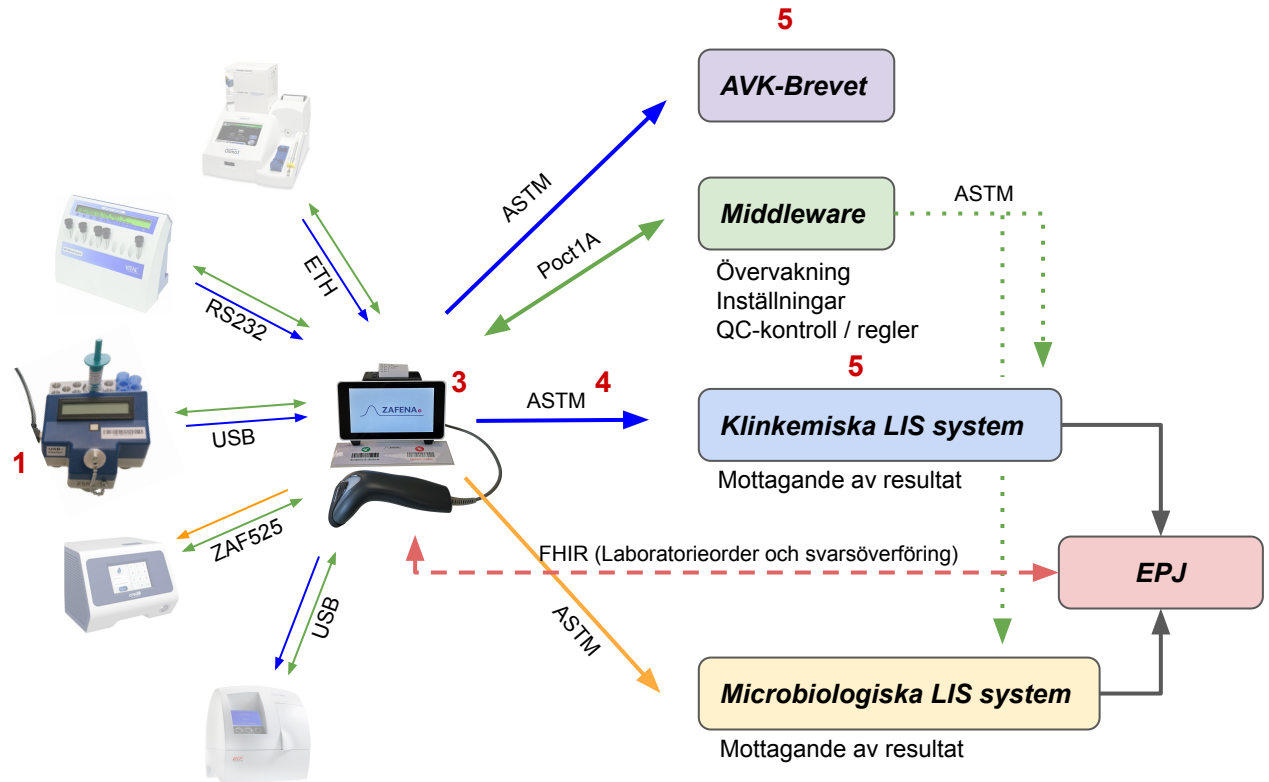 5
AVK-Brevet
ASTM
Middleware
ASTM
Poct1A
Övervakning
Inställningar
QC-kontroll / regler
ETH
RS232
3
ZAFENA
ASTM
4
5
Klinkemiska LIS system
Mottagande av resultat
1
USB
ZAF525
FHIR (Laboratorieorder och svarsöverföring)
EPJ
USB
ASTM
Microbiologiska LIS system
Mottagande av resultat